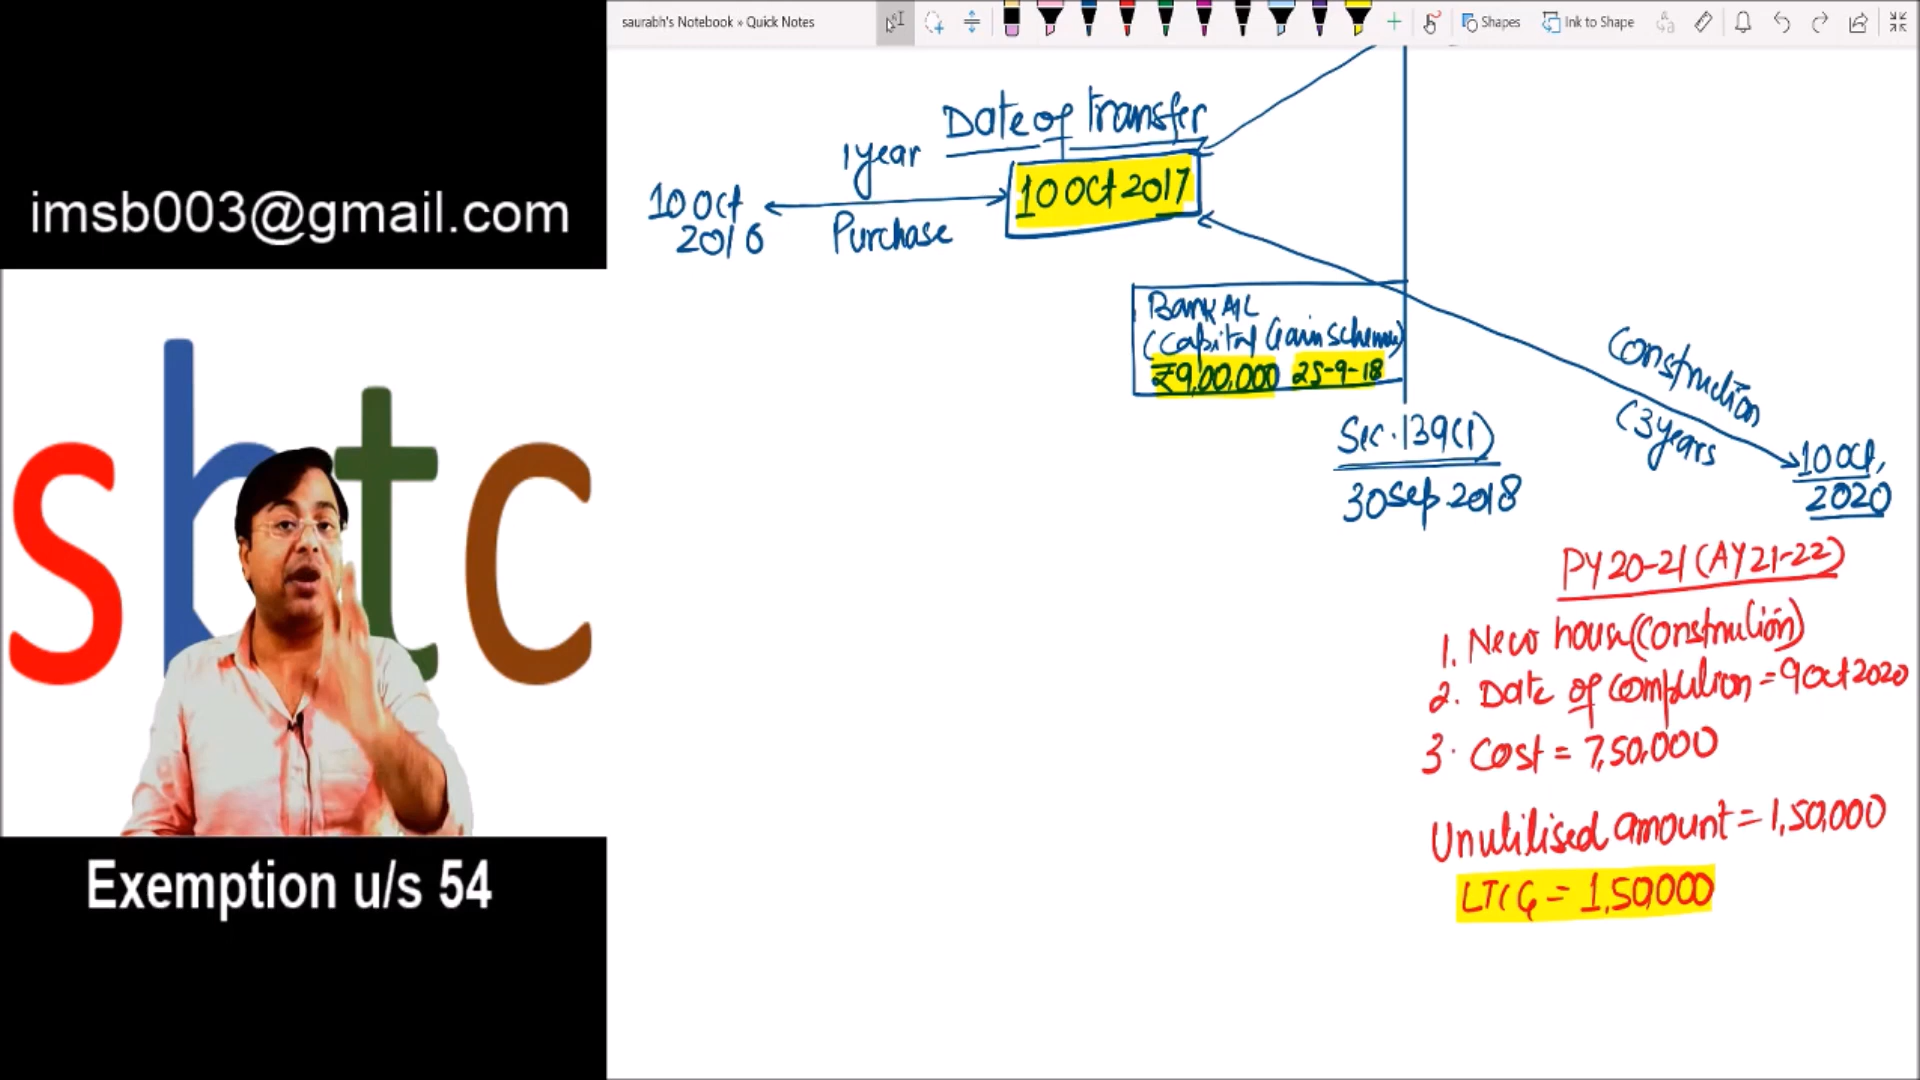 saurabh's Notebook » Quick Notes
Shapes
Ink to Shape
imsb003@gmail.com
sbtc
Exemption u/s 54
Date of transfer
10 Oct 2017
1 year
Purchase
10 Oct
2016
Bank A/c
(Capital Gain Scheme)
₹9,00,000 25-9-18
Sec.139(1)
30 Sep 2018
Construction
(3 years
10 Oct,
2020
PY 20-21 (AY 21-22)
1. New house (Construction)
2. Date of completion = 9 Oct 2020
3. Cost = 7,50,000
Unutilised amount = 1,50,000
LTCG = 1,50,000